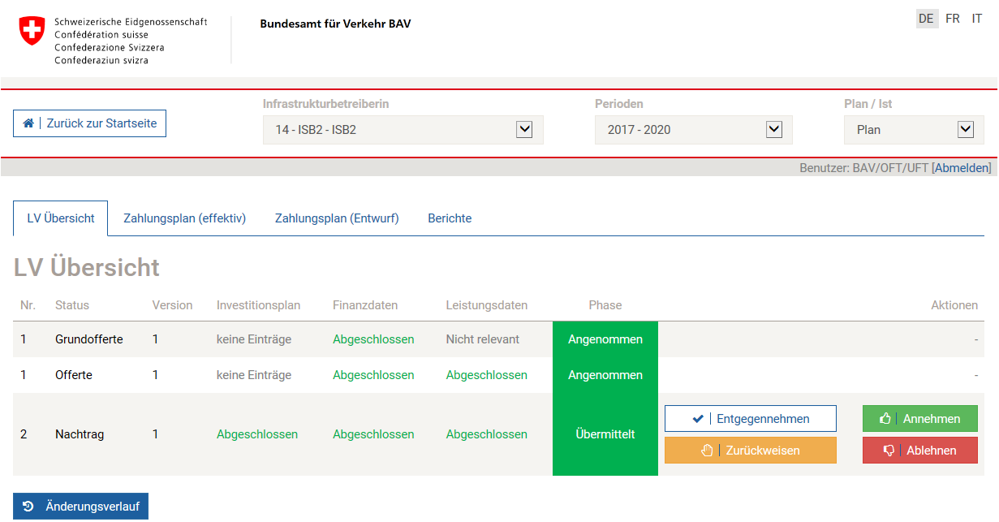 Schweizerische Eidgenossenschaft
Confédération suisse
Confederazione Svizzera
Confederaziun svizra
Bundesamt für Verkehr BAV
DE FR IT
Zurück zur Startseite
Infrastrukturbetreiberin
14 - ISB2 - ISB2
Perioden
2017 - 2020
Plan / Ist
Plan
Benutzer: BAV/OFT/UFT [Abmelden]
LV Übersicht Zahlungsplan (effektiv) Zahlungsplan (Entwurf) Berichte
LV Übersicht
Nr. Status Version Investitionsplan Finanzdaten Leistungsdaten Phase Aktionen
1 Grundofferte 1 keine Einträge Abgeschlossen Nicht relevant Angenommen -
1 Offerte 1 keine Einträge Abgeschlossen Abgeschlossen Angenommen -
2 Nachtrag 1 Abgeschlossen Abgeschlossen Abgeschlossen Übermittelt
Entgegennehmen Annehmen
Zurückweisen Ablehnen
Änderungsverlauf